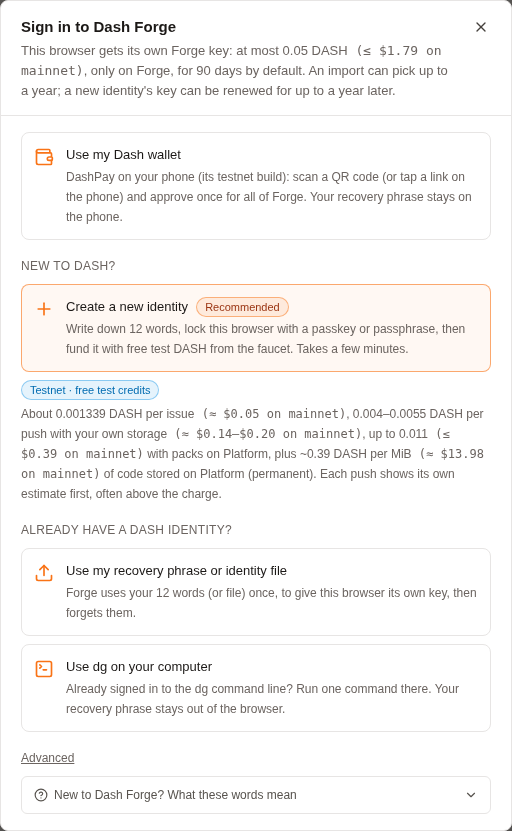 Sign in to Dash Forge
This browser gets its own Forge key: at most 0.05 DASH (≤ $1.79 on
mainnet), only on Forge, for 90 days by default. An import can pick up to
a year; a new identity's key can be renewed for up to a year later.
Use my Dash wallet
DashPay on your phone (its testnet build): scan a QR code (or tap a link on
the phone) and approve once for all of Forge. Your recovery phrase stays on
the phone.
NEW TO DASH?
Create a new identity Recommended
Write down 12 words, lock this browser with a passkey or passphrase, then
fund it with free test DASH from the faucet. Takes a few minutes.
Testnet · free test credits
About 0.001339 DASH per issue (≈ $0.05 on mainnet), 0.004–0.0055 DASH per
push with your own storage (≈ $0.14–$0.20 on mainnet), up to 0.011 (≤
$0.39 on mainnet) with packs on Platform, plus ~0.39 DASH per MiB (≈ $13.98
on mainnet) of code stored on Platform (permanent). Each push shows its own
estimate first, often above the charge.
ALREADY HAVE A DASH IDENTITY?
Use my recovery phrase or identity file
Forge uses your 12 words (or file) once, to give this browser its own key, then
forgets them.
Use dg on your computer
Already signed in to the dg command line? Run one command there. Your
recovery phrase stays out of the browser.
Advanced
New to Dash Forge? What these words mean